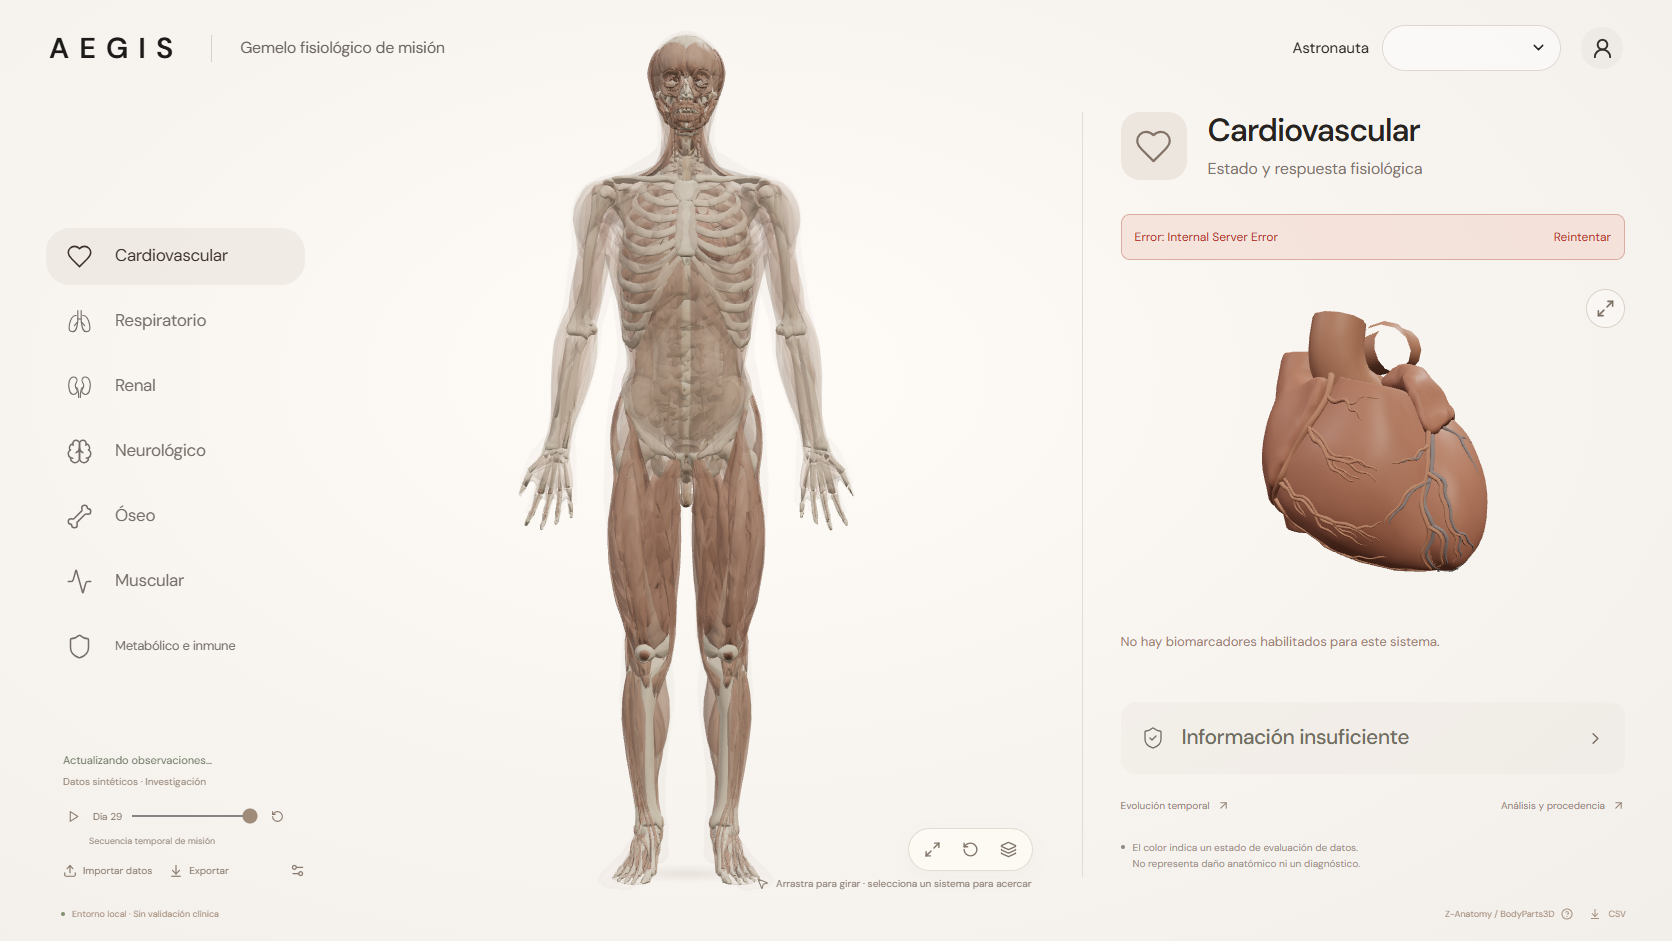 AEGIS
Gemelo fisiológico de misión
Astronauta
Cardiovascular
Respiratorio
Renal
Neurológico
Óseo
Muscular
Metabólico e inmune
Actualizando observaciones...
Datos sintéticos · Investigación
Día 29
Secuencia temporal de misión
Importar datos
Exportar
Entorno local · Sin validación clínica
Arrastra para girar · selecciona un sistema para acercar
Cardiovascular
Estado y respuesta fisiológica
Error: Internal Server Error
Reintentar
No hay biomarcadores habilitados para este sistema.
Información insuficiente
Evolución temporal
Análisis y procedencia
El color indica un estado de evaluación de datos.
No representa daño anatómico ni un diagnóstico.
Z-Anatomy / BodyParts3D
CSV